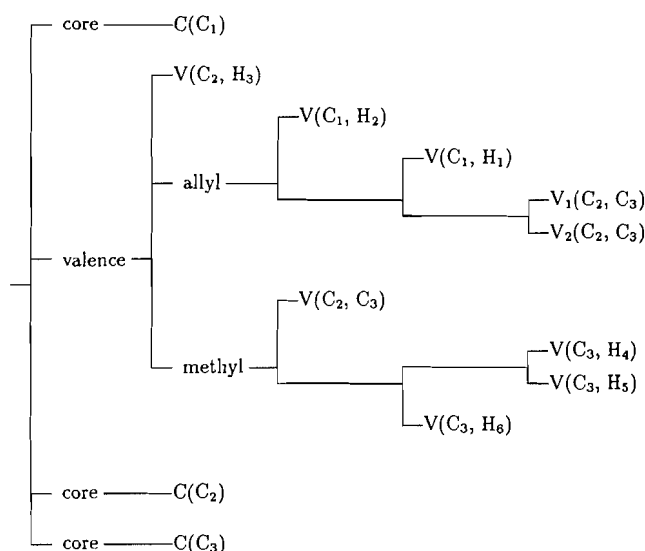 core C(C₁)
V(C₂, H₃)
V(C₁, H₂)
V(C₁, H₁)
allyl
V₁(C₂, C₃)
V₂(C₂, C₃)
valence
V(C₂, C₃)
V(C₃, H₄)
methyl
V(C₃, H₅)
V(C₃, H₆)
core C(C₂)
core C(C₃)